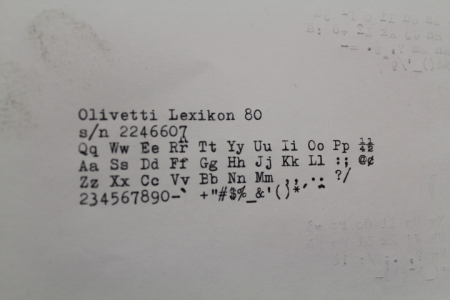 Olivetti Lexikon 80
s/n 2246607
Qq Ww Ee Rr Tt Yy Uu Ii Oo Pp ½¼
Aa Ss Dd Ff Gg Hh Jj Kk Ll :; @¢
Zz Xx Cc Vv Bb Nn Mm ,, .. ?/
234567890-` +"#$%_&'()*´^